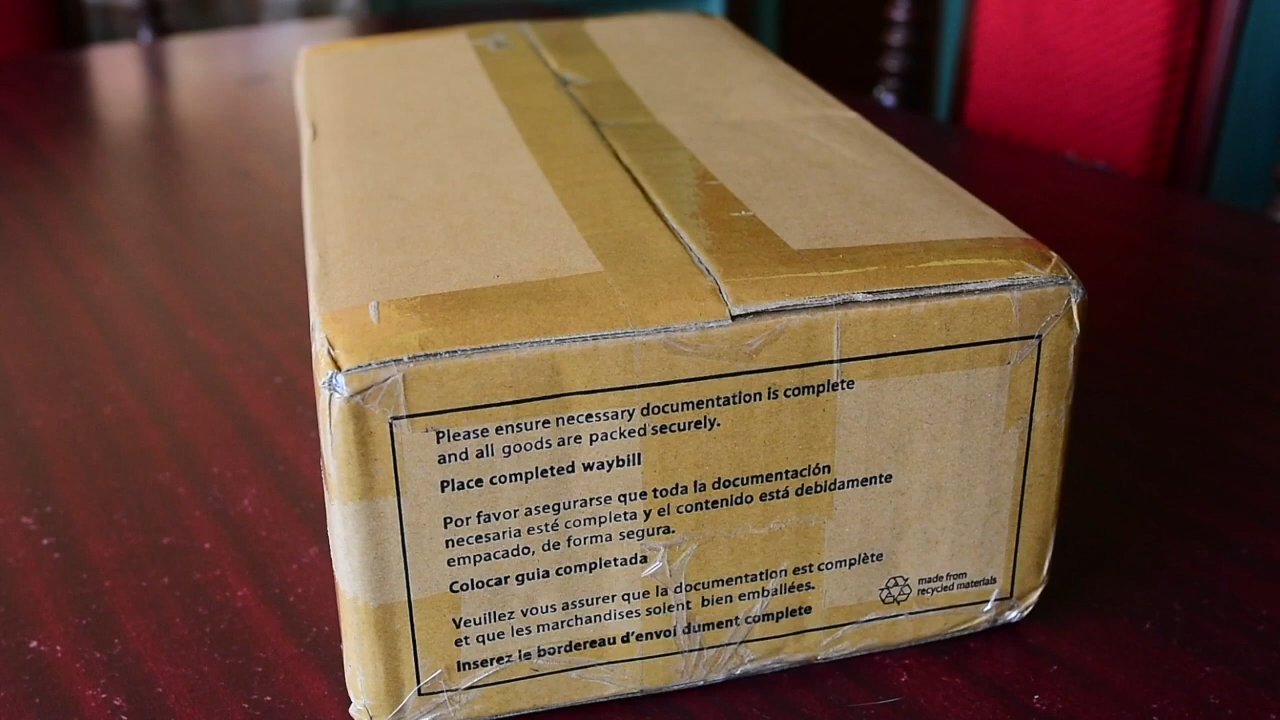 Please ensure necessary documentation is complete
and all goods are packed securely.
Place completed waybill
Por favor asegurarse que toda la documentación
necesaria esté completa y el contenido está debidamente
empacado, de forma segura.
Colocar guia completada
Veuillez vous assurer que la documentation est complète
et que les marchandises soient bien emballées.
Inserez le bordereau d'envoi dument complete
made from
recycled materials